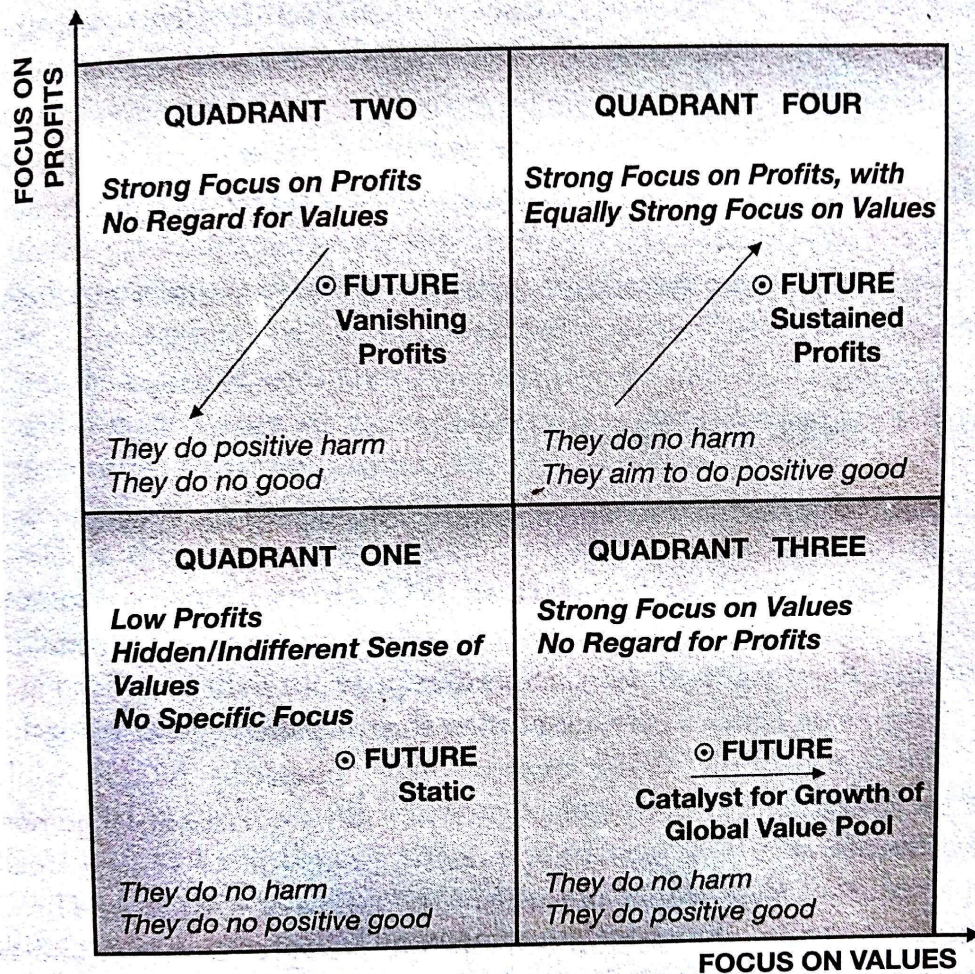 FOCUS ON
PROFITS
QUADRANT TWO
Strong Focus on Profits
No Regard for Values
⊙ FUTURE
Vanishing
Profits
They do positive harm
They do no good
QUADRANT FOUR
Strong Focus on Profits, with
Equally Strong Focus on Values
⊙ FUTURE
Sustained
Profits
They do no harm
They aim to do positive good
QUADRANT ONE
Low Profits
Hidden/Indifferent Sense of
Values
No Specific Focus
⊙ FUTURE
Static
They do no harm
They do no positive good
QUADRANT THREE
Strong Focus on Values
No Regard for Profits
⊙ FUTURE
Catalyst for Growth of
Global Value Pool
They do no harm
They do positive good
FOCUS ON VALUES